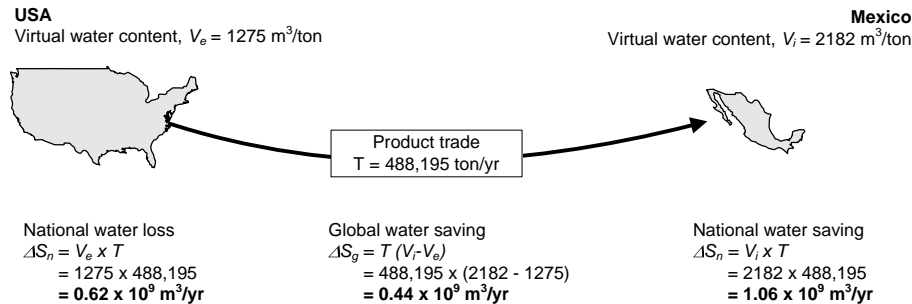 USA
Virtual water content, Vₑ = 1275 m³/ton
Mexico
Virtual water content, Vᵢ = 2182 m³/ton
Product trade
T = 488,195 ton/yr
National water loss
ΔSₙ = Vₑ x T
= 1275 x 488,195
= 0.62 x 10⁹ m³/yr
Global water saving
ΔS_g = T (Vᵢ-Vₑ)
= 488,195 x (2182 - 1275)
= 0.44 x 10⁹ m³/yr
National water saving
ΔSₙ = Vᵢ x T
= 2182 x 488,195
= 1.06 x 10⁹ m³/yr